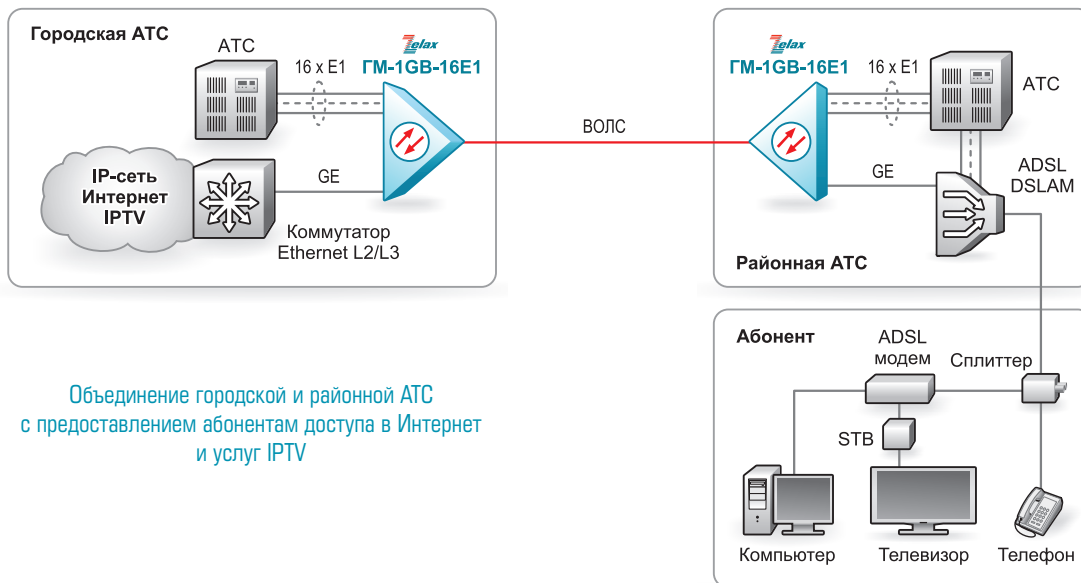 Городская АТС
АТС
16 x E1
Zelax
ГМ-1GB-16E1
IP-сеть
Интернет
IPTV
GE
Коммутатор
Ethernet L2/L3
ВОЛС
Zelax
ГМ-1GB-16E1
16 x E1
АТС
GE
ADSL
DSLAM
Районная АТС
Объединение городской и районной АТС
с предоставлением абонентам доступа в Интернет
и услуг IPTV
Абонент
ADSL
модем
Сплиттер
STB
Компьютер
Телевизор
Телефон